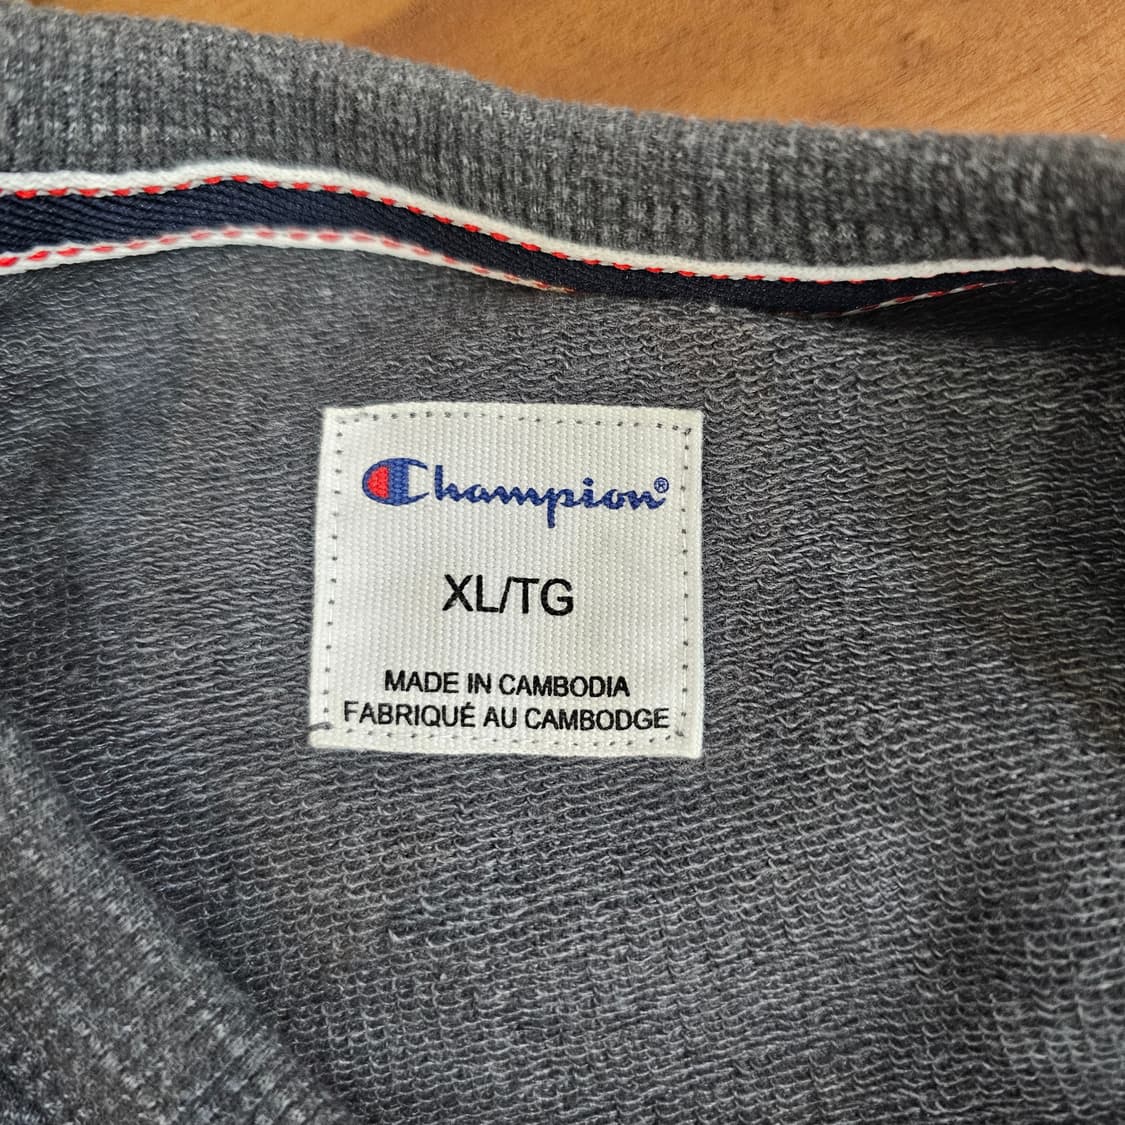 Champion®
XL/TG
MADE IN CAMBODIA
FABRIQUÉ AU CAMBODGE